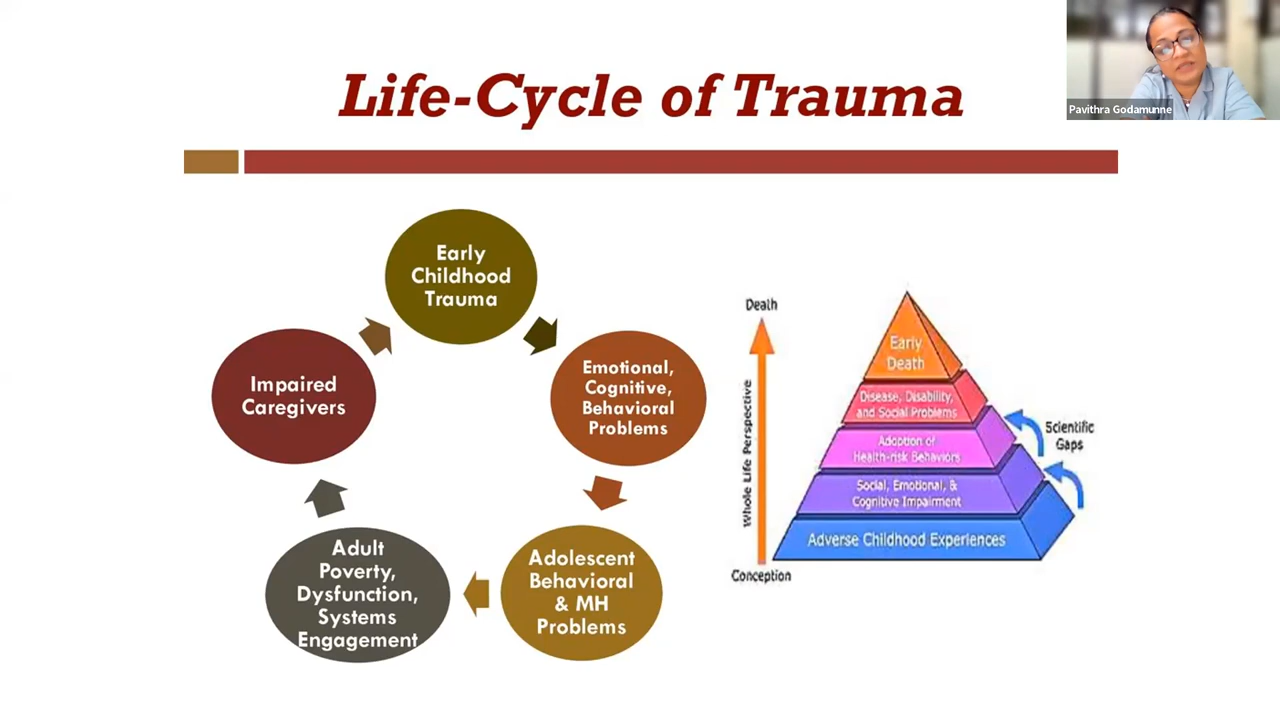 Life-Cycle of Trauma
Pavithra Godamunne
Early
Childhood
Trauma
Emotional,
Cognitive,
Behavioral
Problems
Adolescent
Behavioral
& MH
Problems
Adult
Poverty,
Dysfunction,
Systems
Engagement
Impaired
Caregivers
Death
Whole Life Perspective
Conception
Early
Death
Disease, Disability,
and Social Problems
Adoption of
Health-risk Behaviors
Social, Emotional, &
Cognitive Impairment
Adverse Childhood Experiences
Scientific
Gaps